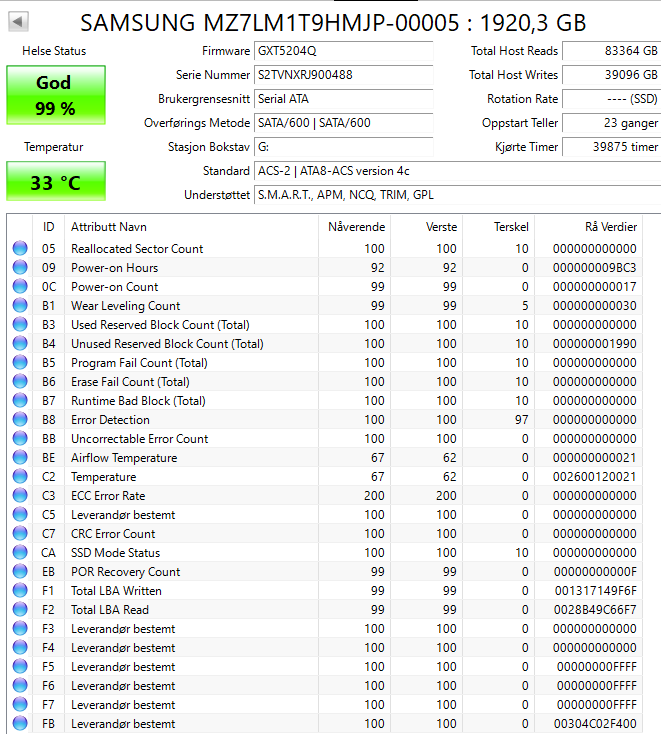 SAMSUNG MZ7LM1T9HMJP-00005 : 1920,3 GB
Helse Status
God
99 %
Temperatur
33 °C
Firmware GXT5204Q
Serie Nummer S2TVNXRJ900488
Brukergrensesnitt Serial ATA
Overførings Metode SATA/600 | SATA/600
Stasjon Bokstav G:
Standard ACS-2 | ATA8-ACS version 4c
Understøttet S.M.A.R.T., APM, NCQ, TRIM, GPL
Total Host Reads 83364 GB
Total Host Writes 39096 GB
Rotation Rate ---- (SSD)
Oppstart Teller 23 ganger
Kjørte Timer 39875 timer
ID Attributt Navn Nåverende Verste Terskel Rå Verdier
05 Reallocated Sector Count 100 100 10 000000000000
09 Power-on Hours 92 92 0 000000009BC3
0C Power-on Count 99 99 0 000000000017
B1 Wear Leveling Count 99 99 5 000000000030
B3 Used Reserved Block Count (Total) 100 100 10 000000000000
B4 Unused Reserved Block Count (Total) 100 100 10 000000001990
B5 Program Fail Count (Total) 100 100 10 000000000000
B6 Erase Fail Count (Total) 100 100 10 000000000000
B7 Runtime Bad Block (Total) 100 100 10 000000000000
B8 Error Detection 100 100 97 000000000000
BB Uncorrectable Error Count 100 100 0 000000000000
BE Airflow Temperature 67 62 0 000000000021
C2 Temperature 67 62 0 002600120021
C3 ECC Error Rate 200 200 0 000000000000
C5 Leverandør bestemt 100 100 0 000000000000
C7 CRC Error Count 100 100 0 000000000000
CA SSD Mode Status 100 100 10 000000000000
EB POR Recovery Count 99 99 0 00000000000F
F1 Total LBA Written 99 99 0 001317149F6F
F2 Total LBA Read 99 99 0 0028B49C66F7
F3 Leverandør bestemt 100 100 0 000000000000
F4 Leverandør bestemt 100 100 0 000000000000
F5 Leverandør bestemt 100 100 0 00000000FFFF
F6 Leverandør bestemt 100 100 0 00000000FFFF
F7 Leverandør bestemt 100 100 0 00000000FFFF
FB Leverandør bestemt 100 100 0 00304C02F400